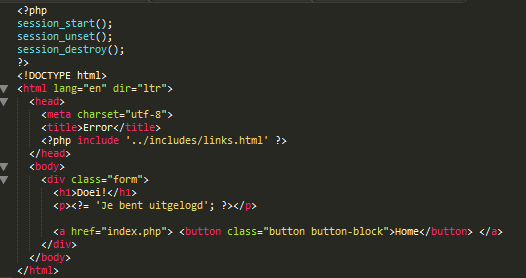 <?php
session_start();
session_unset();
session_destroy();
?>
<!DOCTYPE html>
<html lang="en" dir="ltr">
<head>
<meta charset="utf-8">
<title>Error</title>
<?php include '../includes/links.html' ?>
</head>
<body>
<div class="form">
<h1>Doei!</h1>
<p><?= 'Je bent uitgelogd'; ?></p>
<a href="index.php"> <button class="button button-block">Home</button> </a>
</div>
</body>
</html>